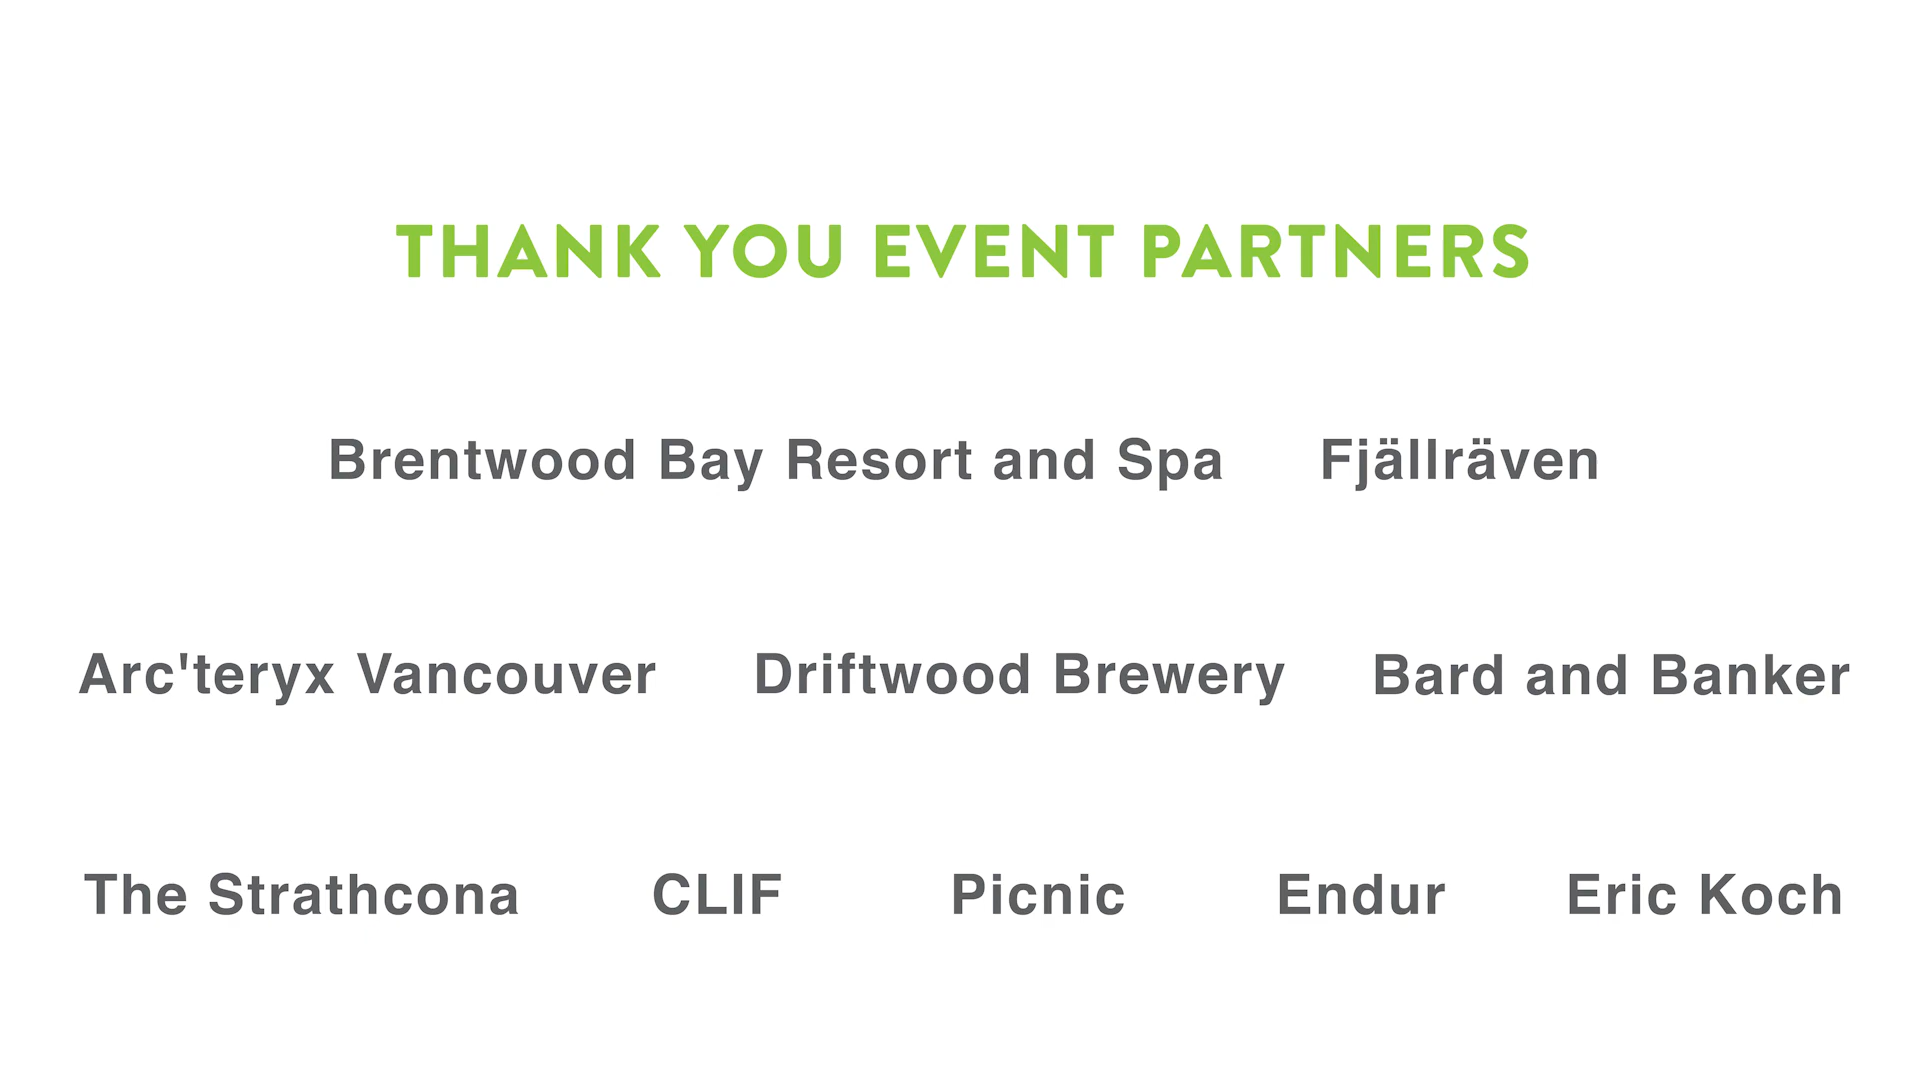 THANK YOU EVENT PARTNERS
Brentwood Bay Resort and Spa Fjällräven
Arc'teryx Vancouver Driftwood Brewery Bard and Banker
The Strathcona CLIF Picnic Endur Eric Koch